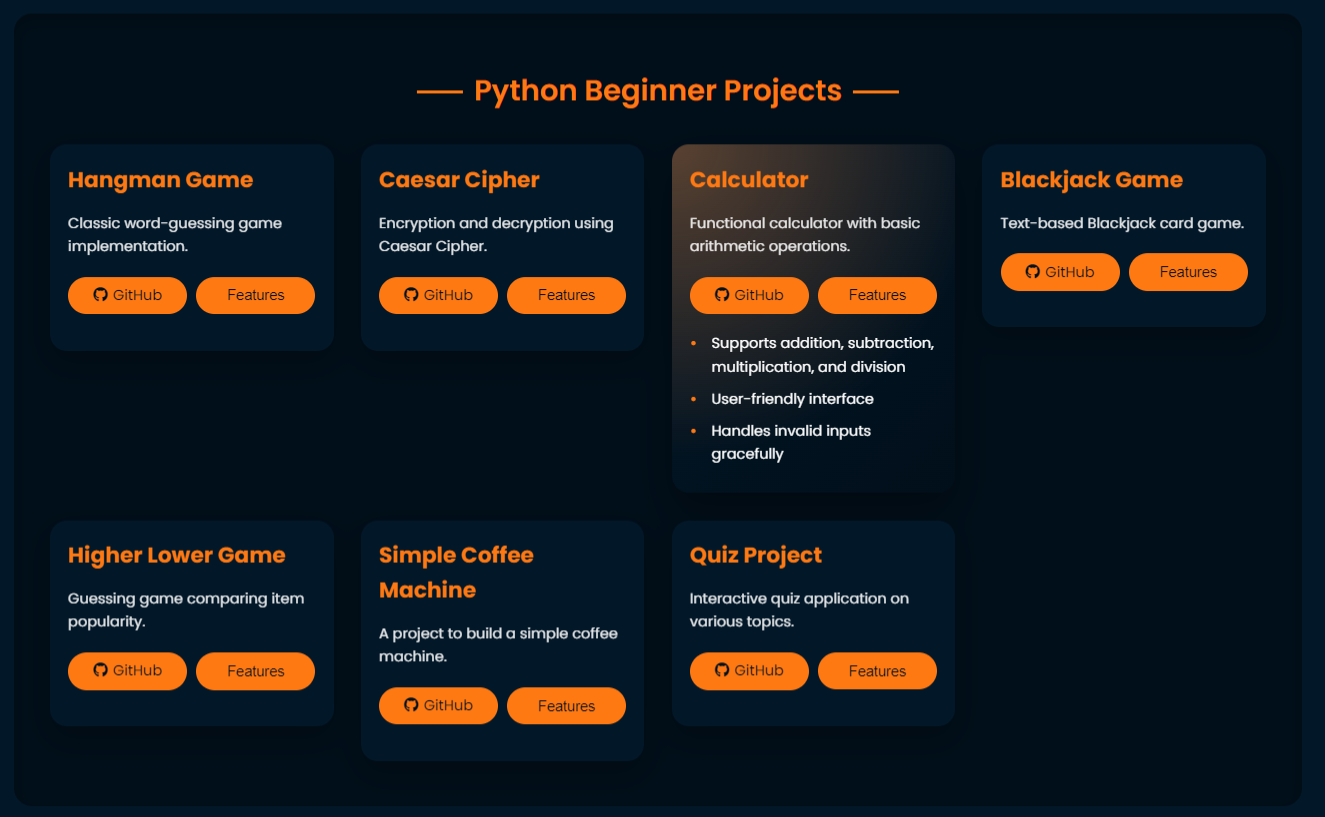 Python Beginner Projects
Hangman Game
Classic word-guessing game
implementation.
GitHub
Features
Caesar Cipher
Encryption and decryption using
Caesar Cipher.
GitHub
Features
Calculator
Functional calculator with basic
arithmetic operations.
GitHub
Features
• Supports addition, subtraction,
multiplication, and division
• User-friendly interface
• Handles invalid inputs
gracefully
Blackjack Game
Text-based Blackjack card game.
GitHub
Features
Higher Lower Game
Guessing game comparing item
popularity.
GitHub
Features
Simple Coffee
Machine
A project to build a simple coffee
machine.
GitHub
Features
Quiz Project
Interactive quiz application on
various topics.
GitHub
Features